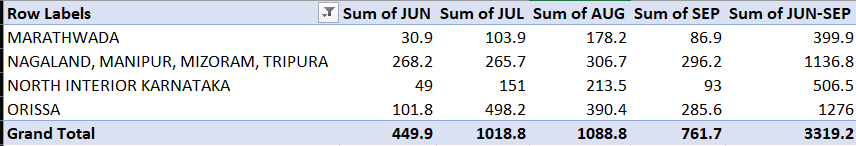 Row Labels Sum of JUN Sum of JUL Sum of AUG Sum of SEP Sum of JUN-SEP
MARATHWADA 30.9 103.9 178.2 86.9 399.9
NAGALAND, MANIPUR, MIZORAM, TRIPURA 268.2 265.7 306.7 296.2 1136.8
NORTH INTERIOR KARNATAKA 49 151 213.5 93 506.5
ORISSA 101.8 498.2 390.4 285.6 1276
Grand Total 449.9 1018.8 1088.8 761.7 3319.2